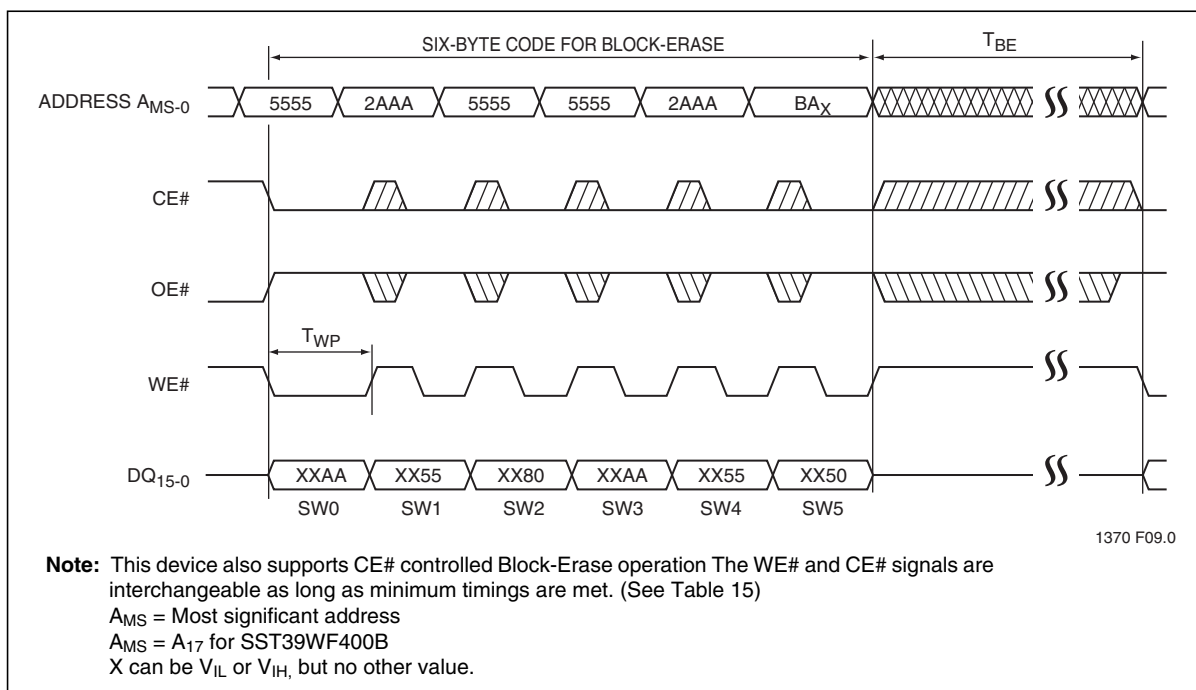 SIX-BYTE CODE FOR BLOCK-ERASE
TBE
ADDRESS AMS-0
5555 2AAA 5555 5555 2AAA BAX
CE#
OE#
TWP
WE#
DQ15-0
XXAA XX55 XX80 XXAA XX55 XX50
SW0 SW1 SW2 SW3 SW4 SW5
1370 F09.0
Note: This device also supports CE# controlled Block-Erase operation The WE# and CE# signals are
interchangeable as long as minimum timings are met. (See Table 15)
AMS = Most significant address
AMS = A17 for SST39WF400B
X can be VIL or VIH, but no other value.